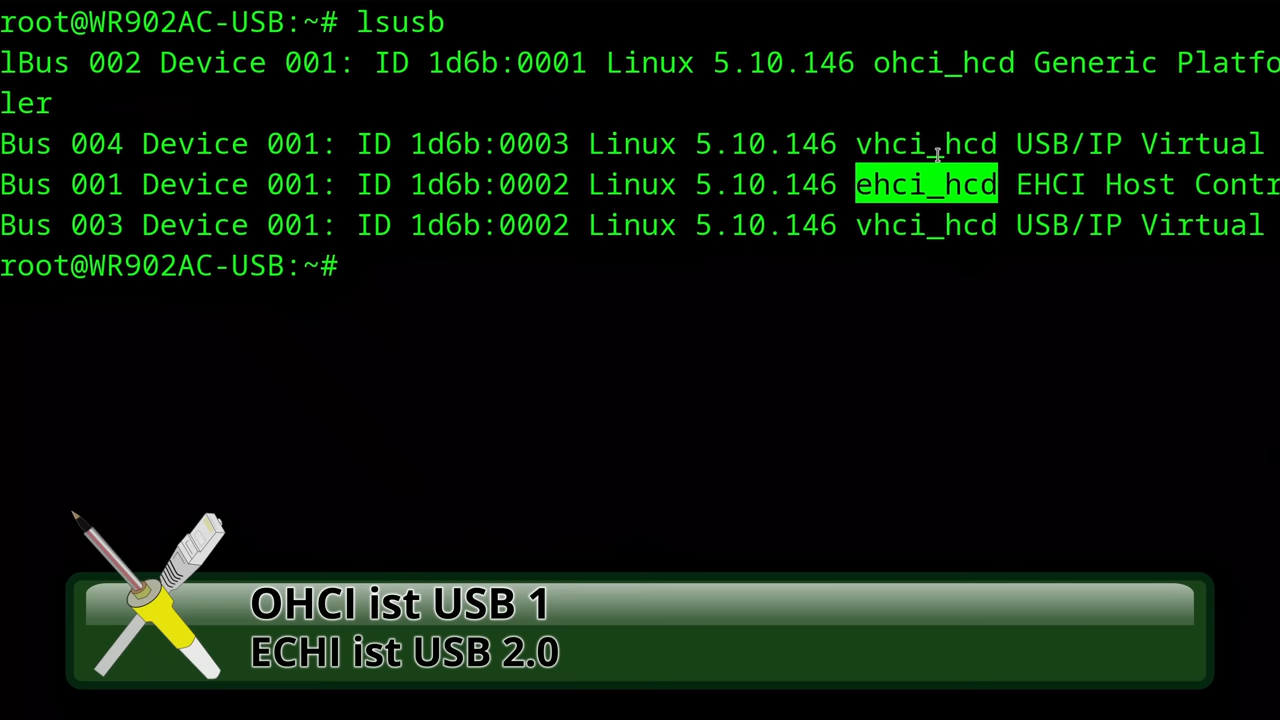 root@WR902AC-USB:~# lsusb
lBus 002 Device 001: ID 1d6b:0001 Linux 5.10.146 ohci_hcd Generic Platfo
ler
Bus 004 Device 001: ID 1d6b:0003 Linux 5.10.146 vhci_hcd USB/IP Virtual
Bus 001 Device 001: ID 1d6b:0002 Linux 5.10.146 ehci_hcd EHCI Host Contr
Bus 003 Device 001: ID 1d6b:0002 Linux 5.10.146 vhci_hcd USB/IP Virtual
root@WR902AC-USB:~#
OHCI ist USB 1
ECHI ist USB 2.0